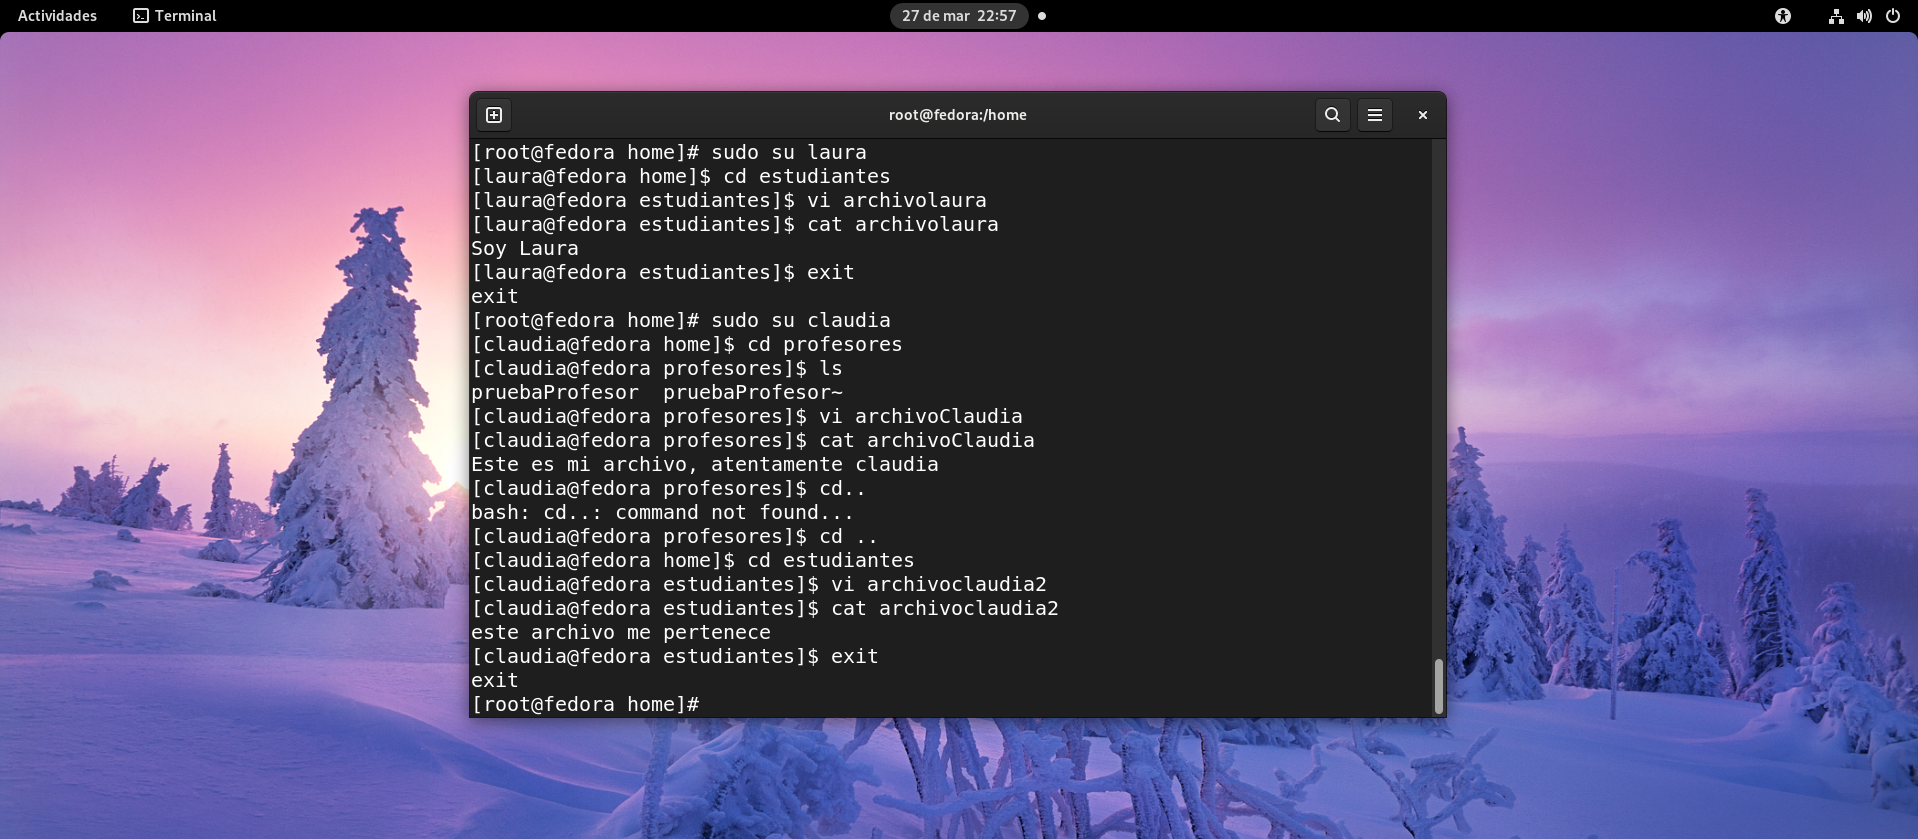 Actividades
Terminal
27 de mar 22:57
root@fedora:/home
[root@fedora home]# sudo su laura
[laura@fedora home]$ cd estudiantes
[laura@fedora estudiantes]$ vi archivolaura
[laura@fedora estudiantes]$ cat archivolaura
Soy Laura
[laura@fedora estudiantes]$ exit
exit
[root@fedora home]# sudo su claudia
[claudia@fedora home]$ cd profesores
[claudia@fedora profesores]$ ls
pruebaProfesor  pruebaProfesor~
[claudia@fedora profesores]$ vi archivoClaudia
[claudia@fedora profesores]$ cat archivoClaudia
Este es mi archivo, atentamente claudia
[claudia@fedora profesores]$ cd..
bash: cd..: command not found...
[claudia@fedora profesores]$ cd ..
[claudia@fedora home]$ cd estudiantes
[claudia@fedora estudiantes]$ vi archivoclaudia2
[claudia@fedora estudiantes]$ cat archivoclaudia2
este archivo me pertenece
[claudia@fedora estudiantes]$ exit
exit
[root@fedora home]#